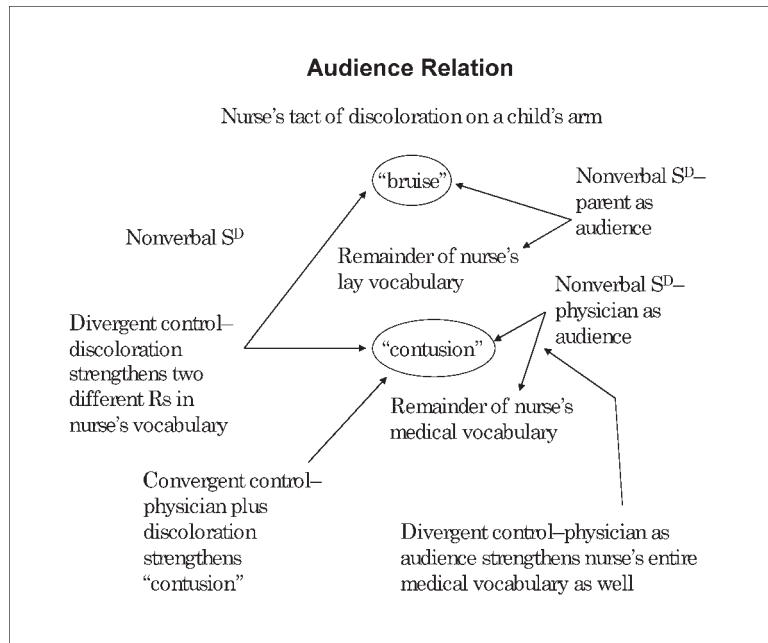 Audience Relation
Nurse's tact of discoloration on a child's arm
“bruise”
Nonverbal Sᴰ–
parent as
audience
Nonverbal Sᴰ
Remainder of nurse's
lay vocabulary
Nonverbal Sᴰ–
physician as
audience
Divergent control–
discoloration
strengthens two
different Rs in
nurse's vocabulary
“contusion”
Remainder of nurse's
medical vocabulary
Convergent control–
physician plus
discoloration
strengthens
“contusion”
Divergent control–physician as
audience strengthens nurse's entire
medical vocabulary as well